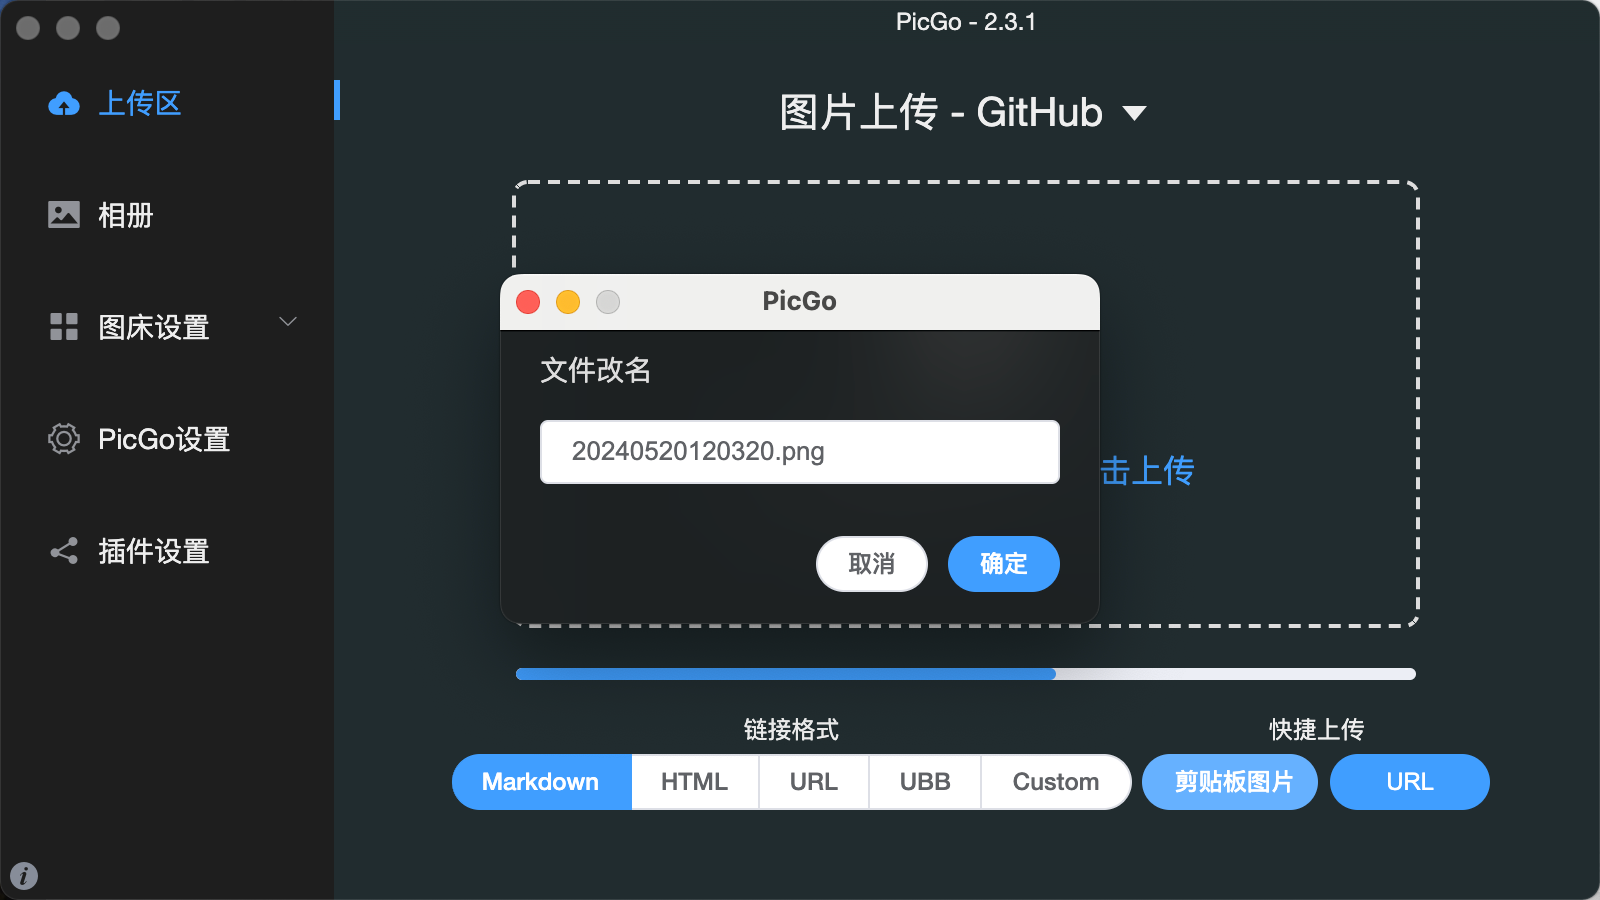 PicGo - 2.3.1
上传区
相册
图床设置
PicGo设置
插件设置
图片上传 - GitHub
PicGo
文件改名
20240520120320.png
取消
确定
击上传
链接格式
快捷上传
Markdown
HTML
URL
UBB
Custom
剪贴板图片
URL